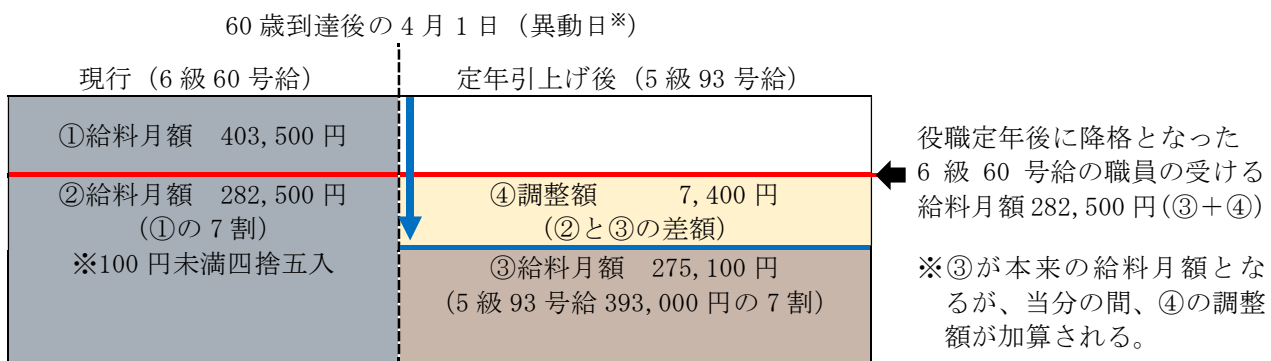 60歳到達後の4月1日（異動日※）
現行（6級60号給）
定年引上げ後（5級93号給）
①給料月額　403,500円
②給料月額　282,500円
（①の7割）
※100円未満四捨五入
④調整額　　　7,400円
（②と③の差額）
③給料月額　275,100円
（5級93号給393,000円の7割）
役職定年後に降格となった
6級60号給の職員の受ける
給料月額282,500円（③＋④）
※③が本来の給料月額とな
るが、当分の間、④の調整
額が加算される。